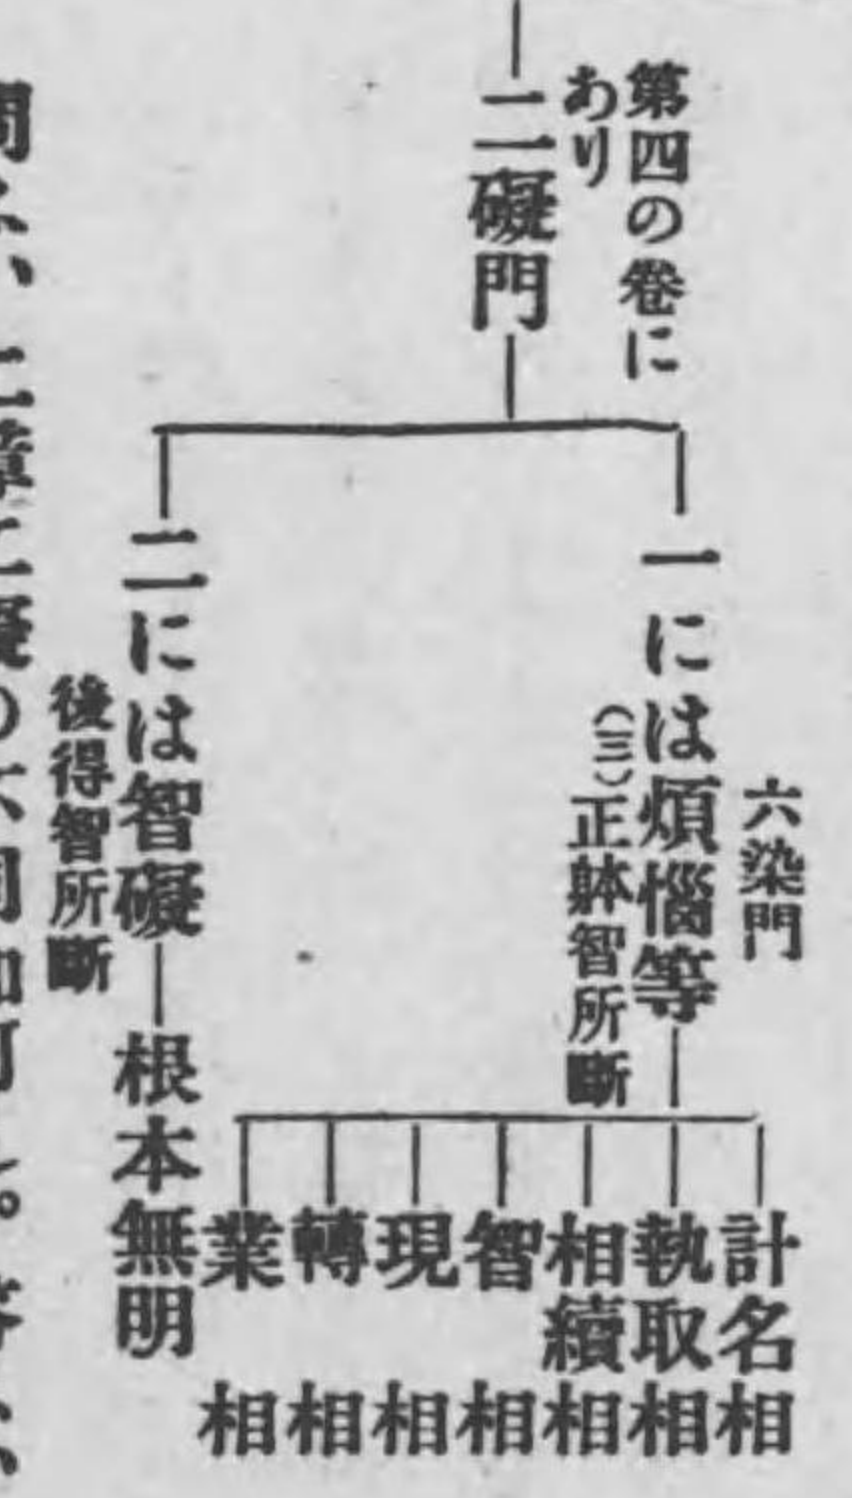 第四の卷に
あり
二礙門
六染門
一には煩惱等
(三)正躰智所斷
計名相
執取相
相續相
智相
現相
轉相
業相
二には智礙
根本無明
後得智所斷